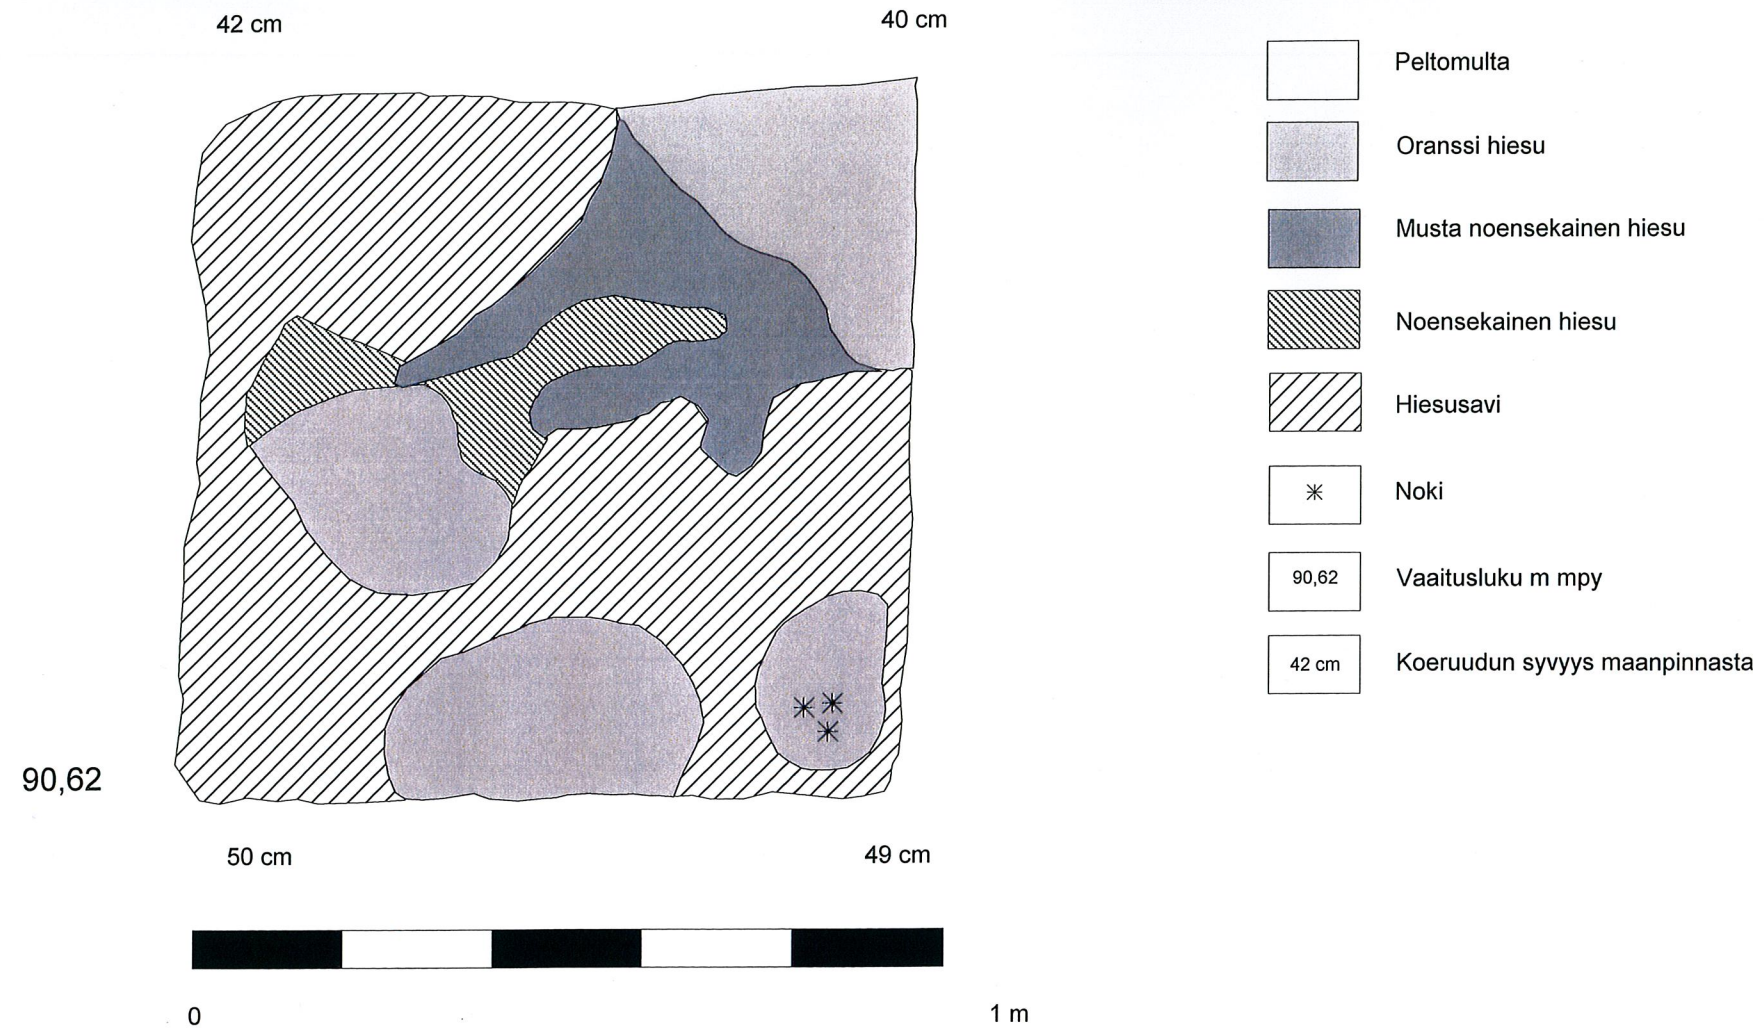 42 cm
40 cm
90,62
50 cm
49 cm
0
1 m
Peltomulta
Oranssi hiesu
Musta noensekainen hiesu
Noensekainen hiesu
Hiesusavi
Noki
90,62 Vaaitusluku m mpy
42 cm Koeruudun syvyys maanpinnasta